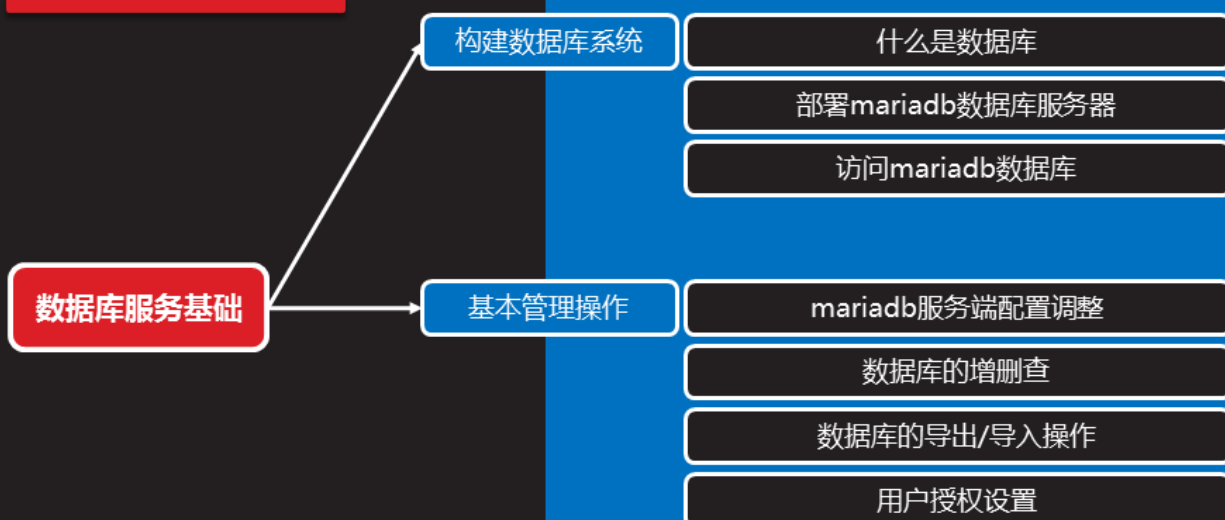 构建数据库系统
什么是数据库
部署mariadb数据库服务器
访问mariadb数据库
数据库服务基础
基本管理操作
mariadb服务端配置调整
数据库的增删查
数据库的导出/导入操作
用户授权设置